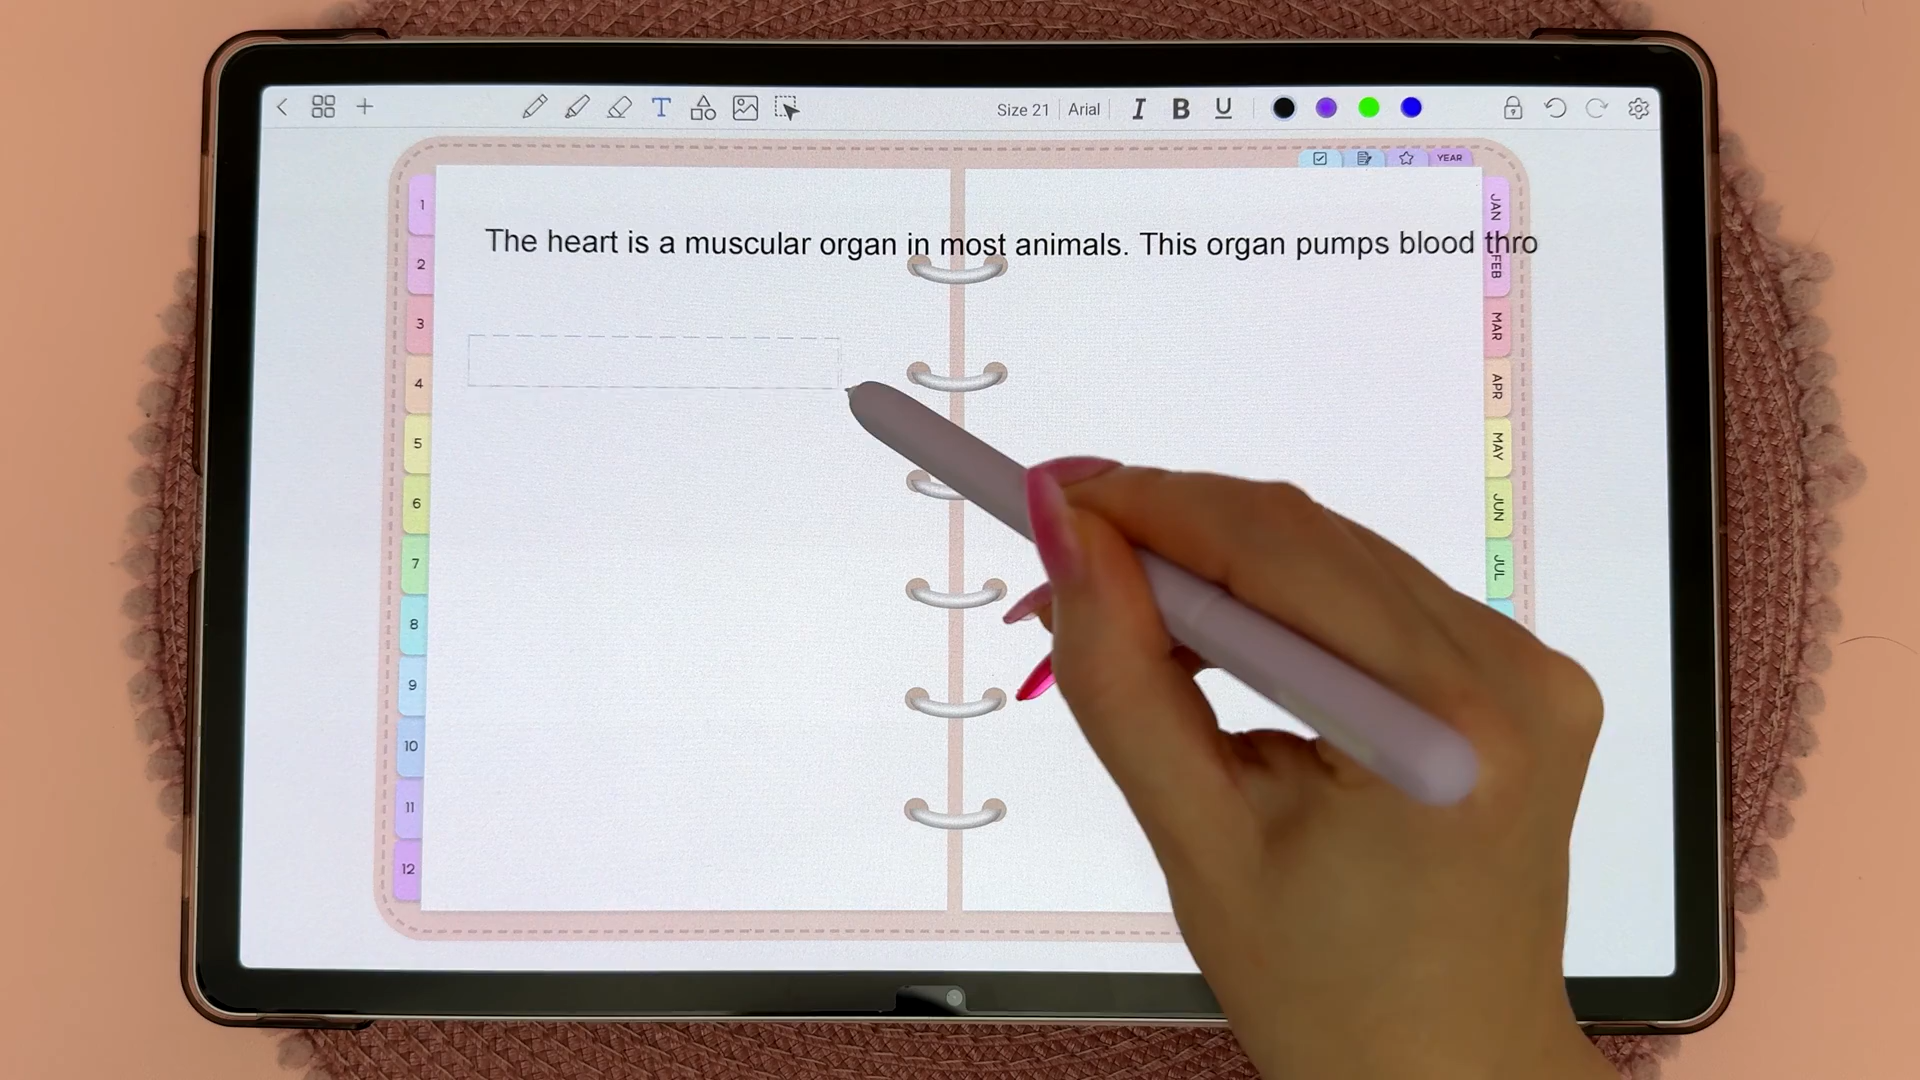 Size 21 Arial I B U
YEAR
The heart is a muscular organ in most animals. This organ pumps blood thro
1
2
3
4
5
6
7
8
9
10
11
12
JAN
FEB
MAR
APR
MAY
JUN
JUL